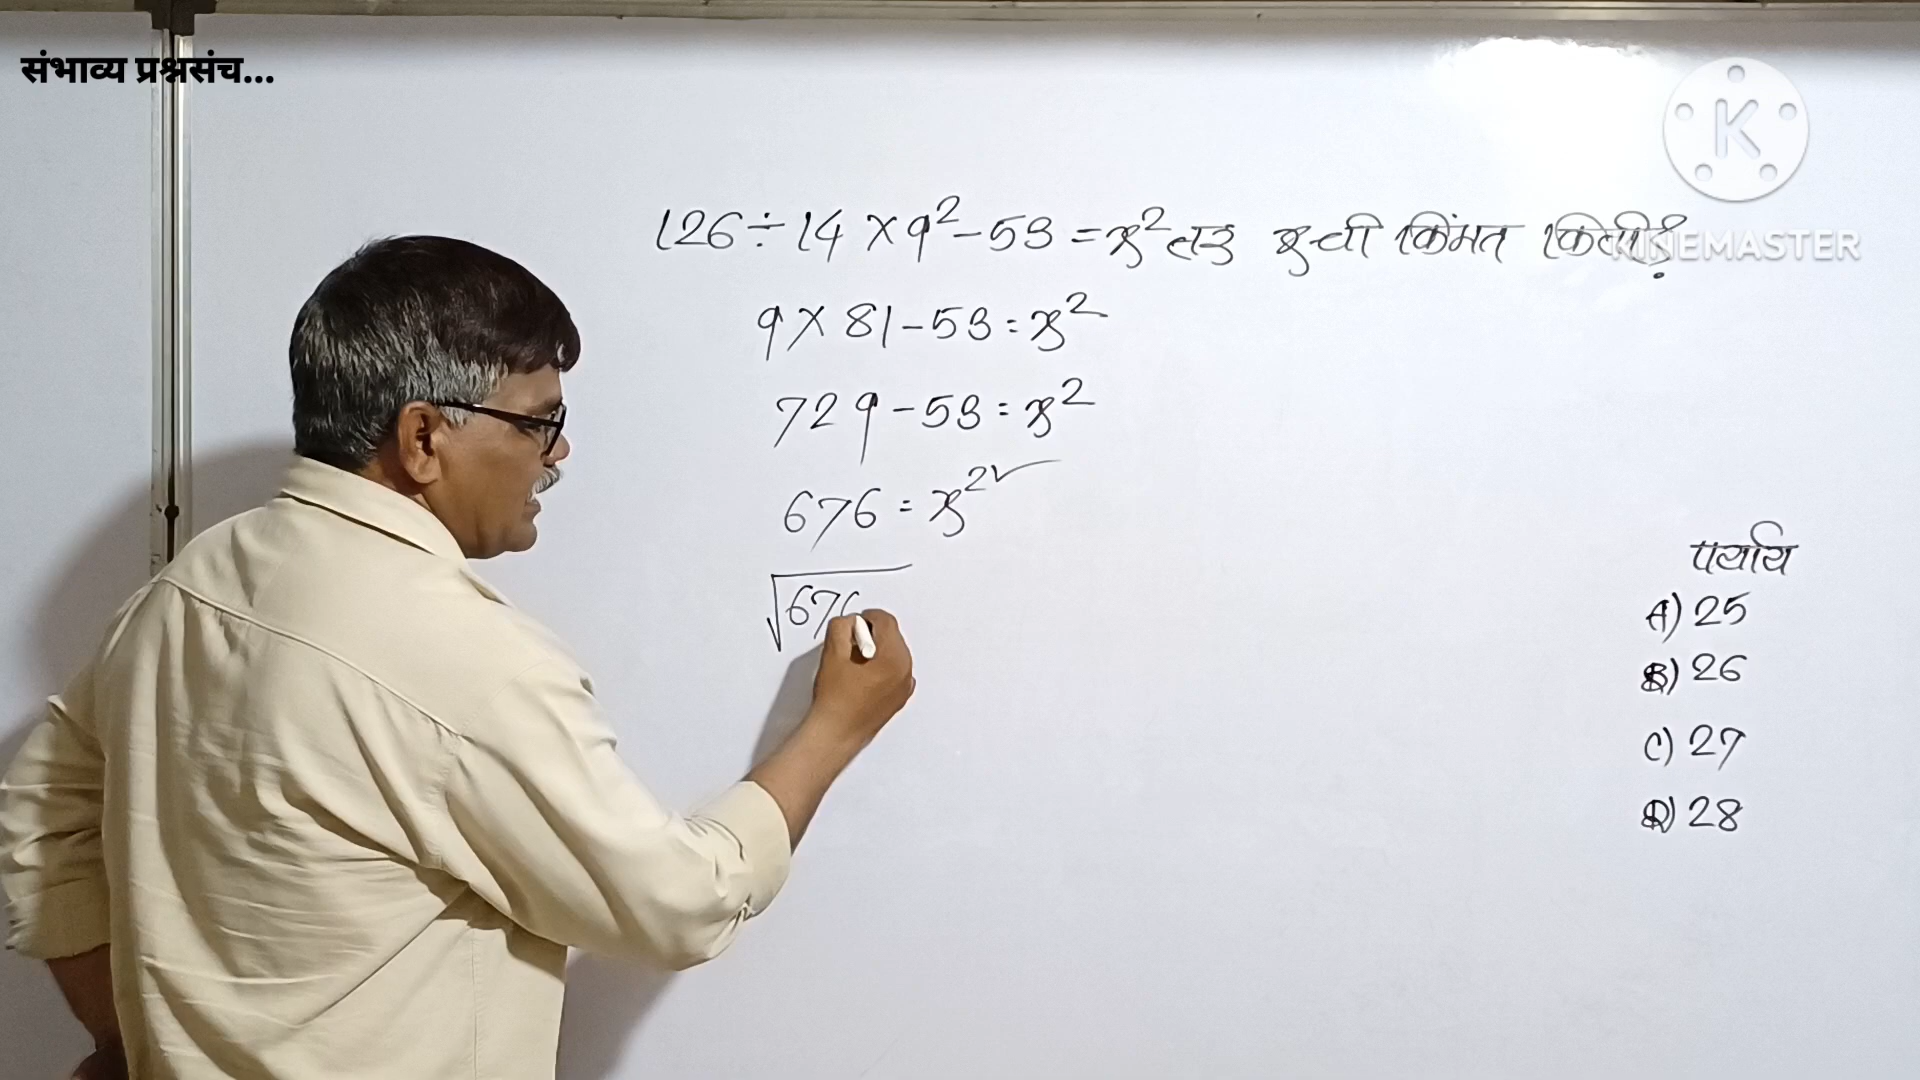 संभाव्य प्रश्नसंच...
K
KINEMASTER
126÷14×9²-53=x² तर x ची किंमत किती?
9×81-53=x²
729-53=x²
676=x²✓
√676
पर्याय
A) 25
B) 26
C) 27
D) 28